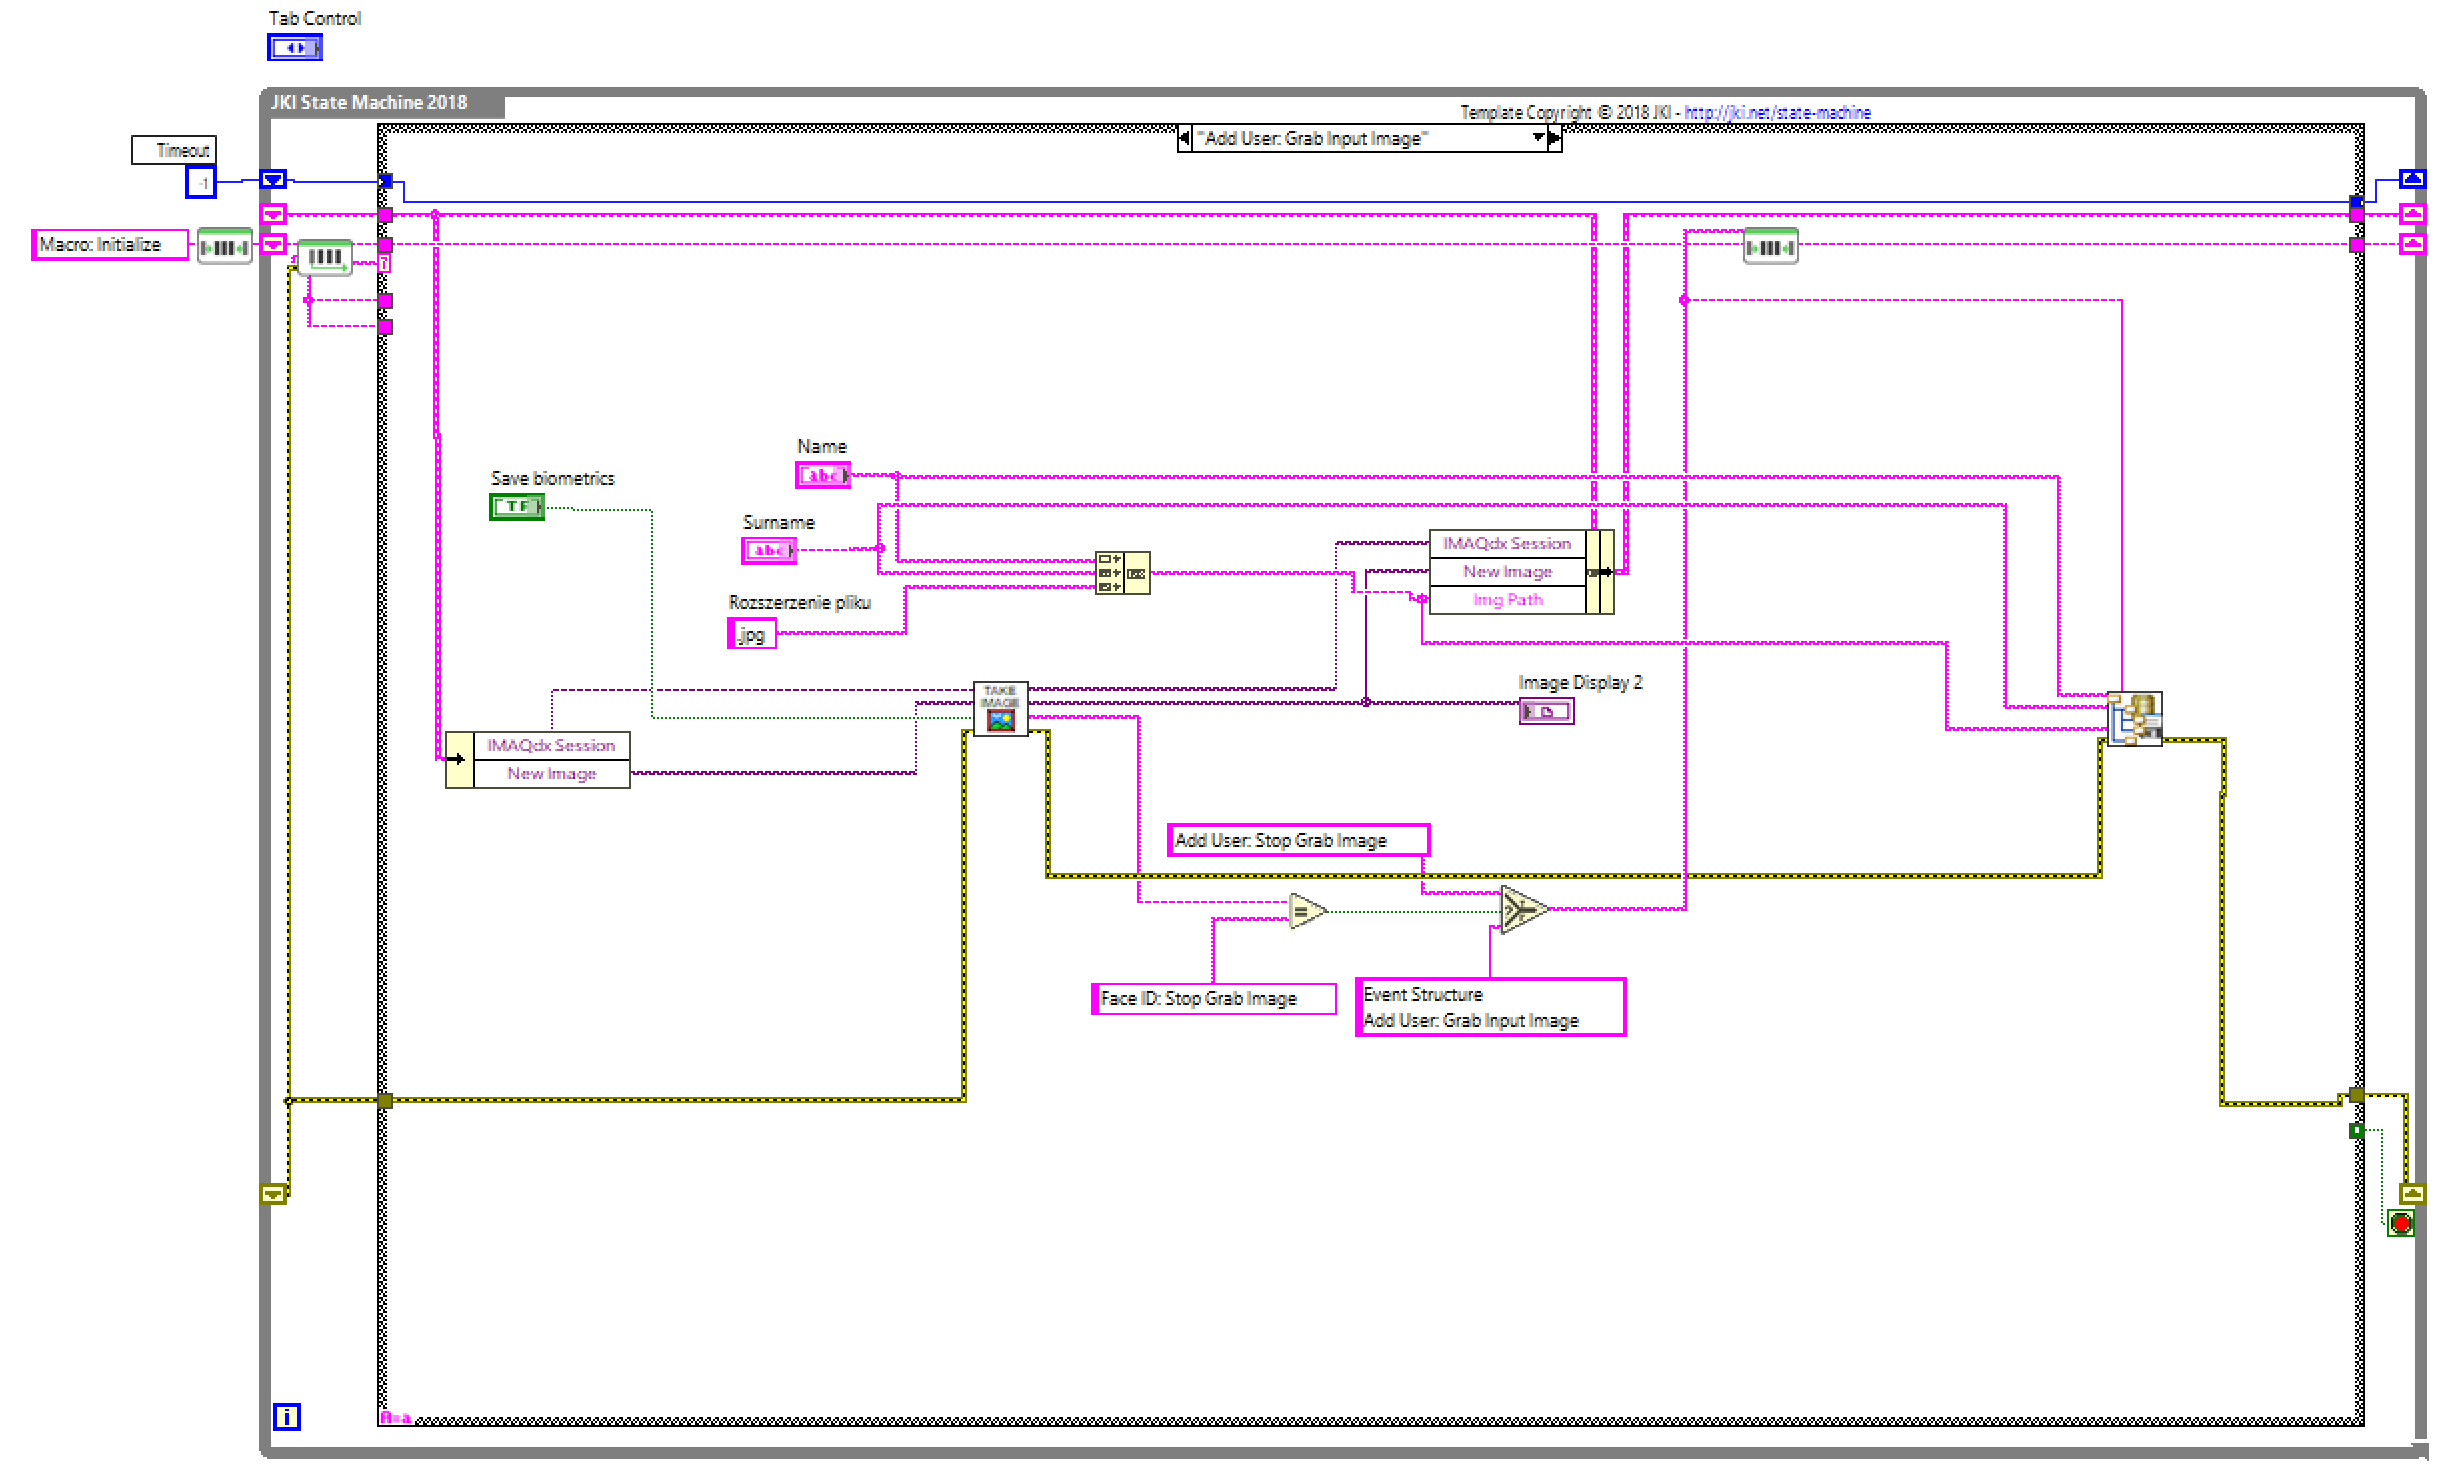 Tab Control
JKI State Machine 2018
Template Copyright © 2018 JKI - http://jki.net/state-machine
"Add User: Grab Input Image"
Timeout
-1
Macro: Initialize
?
Name
abc
Save biometrics
TF
Surname
abc
IMAQdx Session
New Image
Img Path
Rozszerzenie pliku
.jpg
TAKE
IMAGE
Image Display 2
IMAQdx Session
New Image
Add User: Stop Grab Image
=
?
Face ID: Stop Grab Image
Event Structure
Add User: Grab Input Image
i
A=a